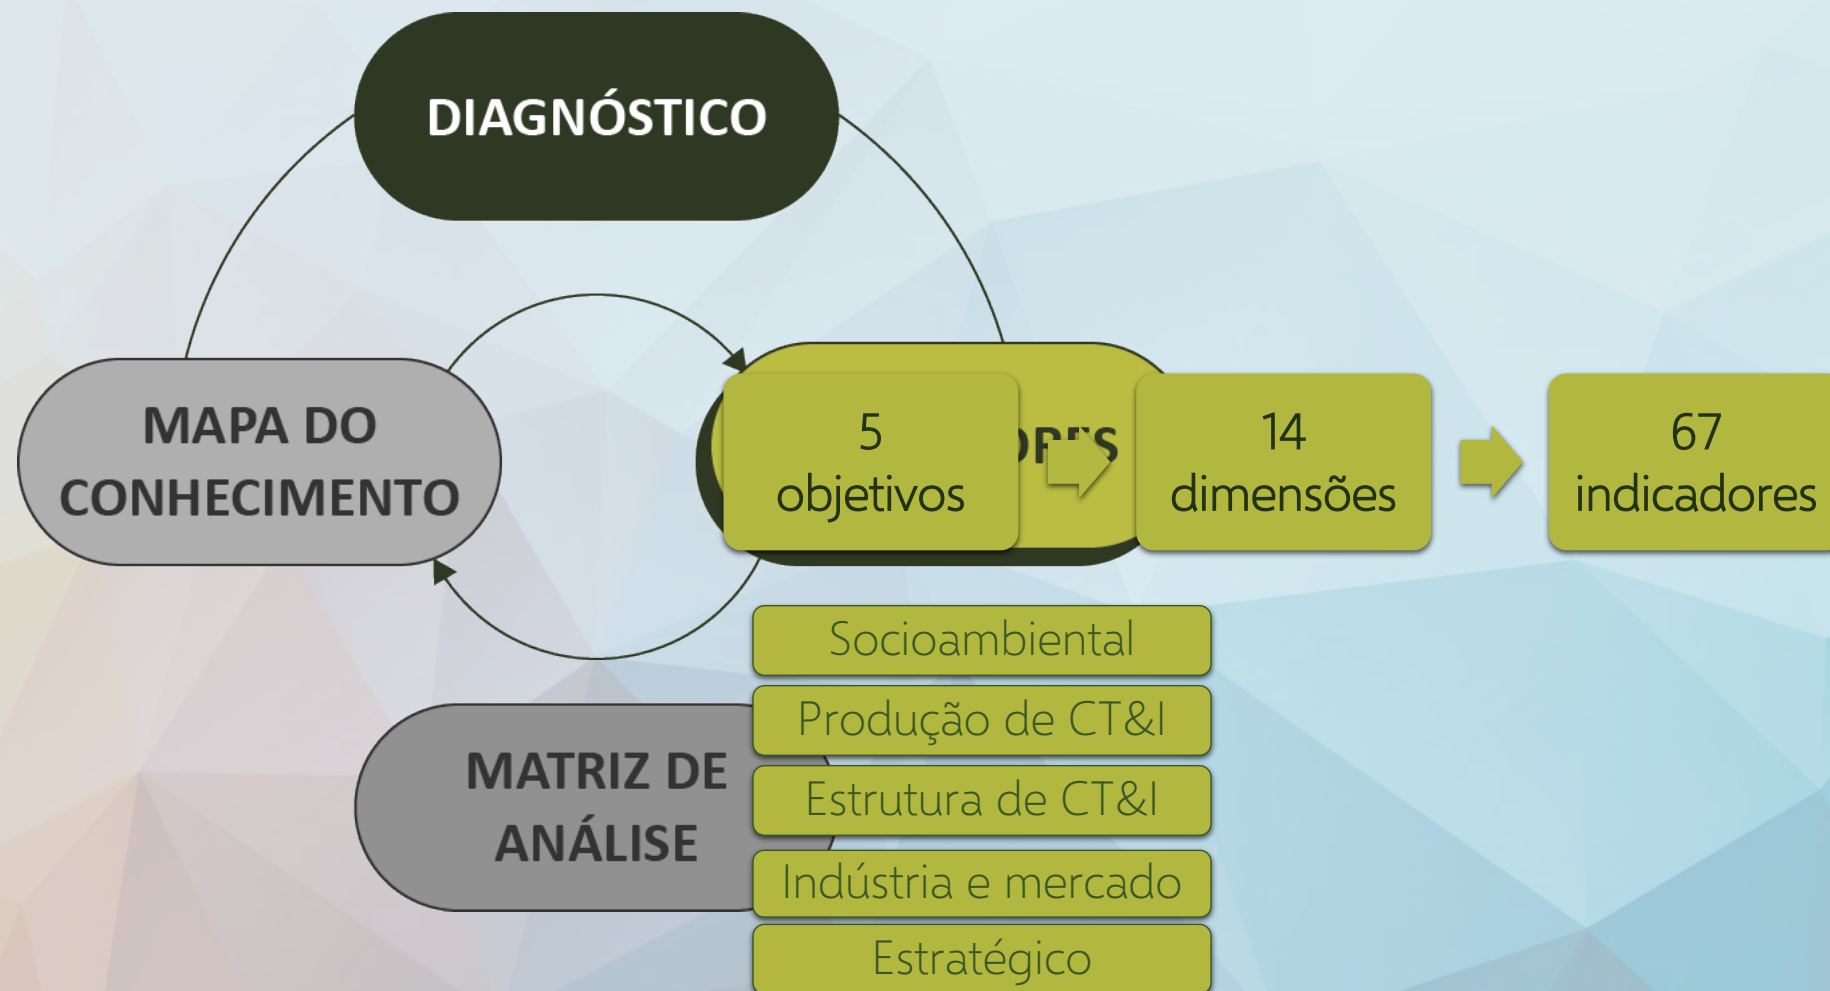 DIAGNÓSTICO
MAPA DO
CONHECIMENTO
5
objetivos
14
dimensões
67
indicadores
Socioambiental
Produção de CT&I
Estrutura de CT&I
Indústria e mercado
Estratégico
MATRIZ DE
ANÁLISE